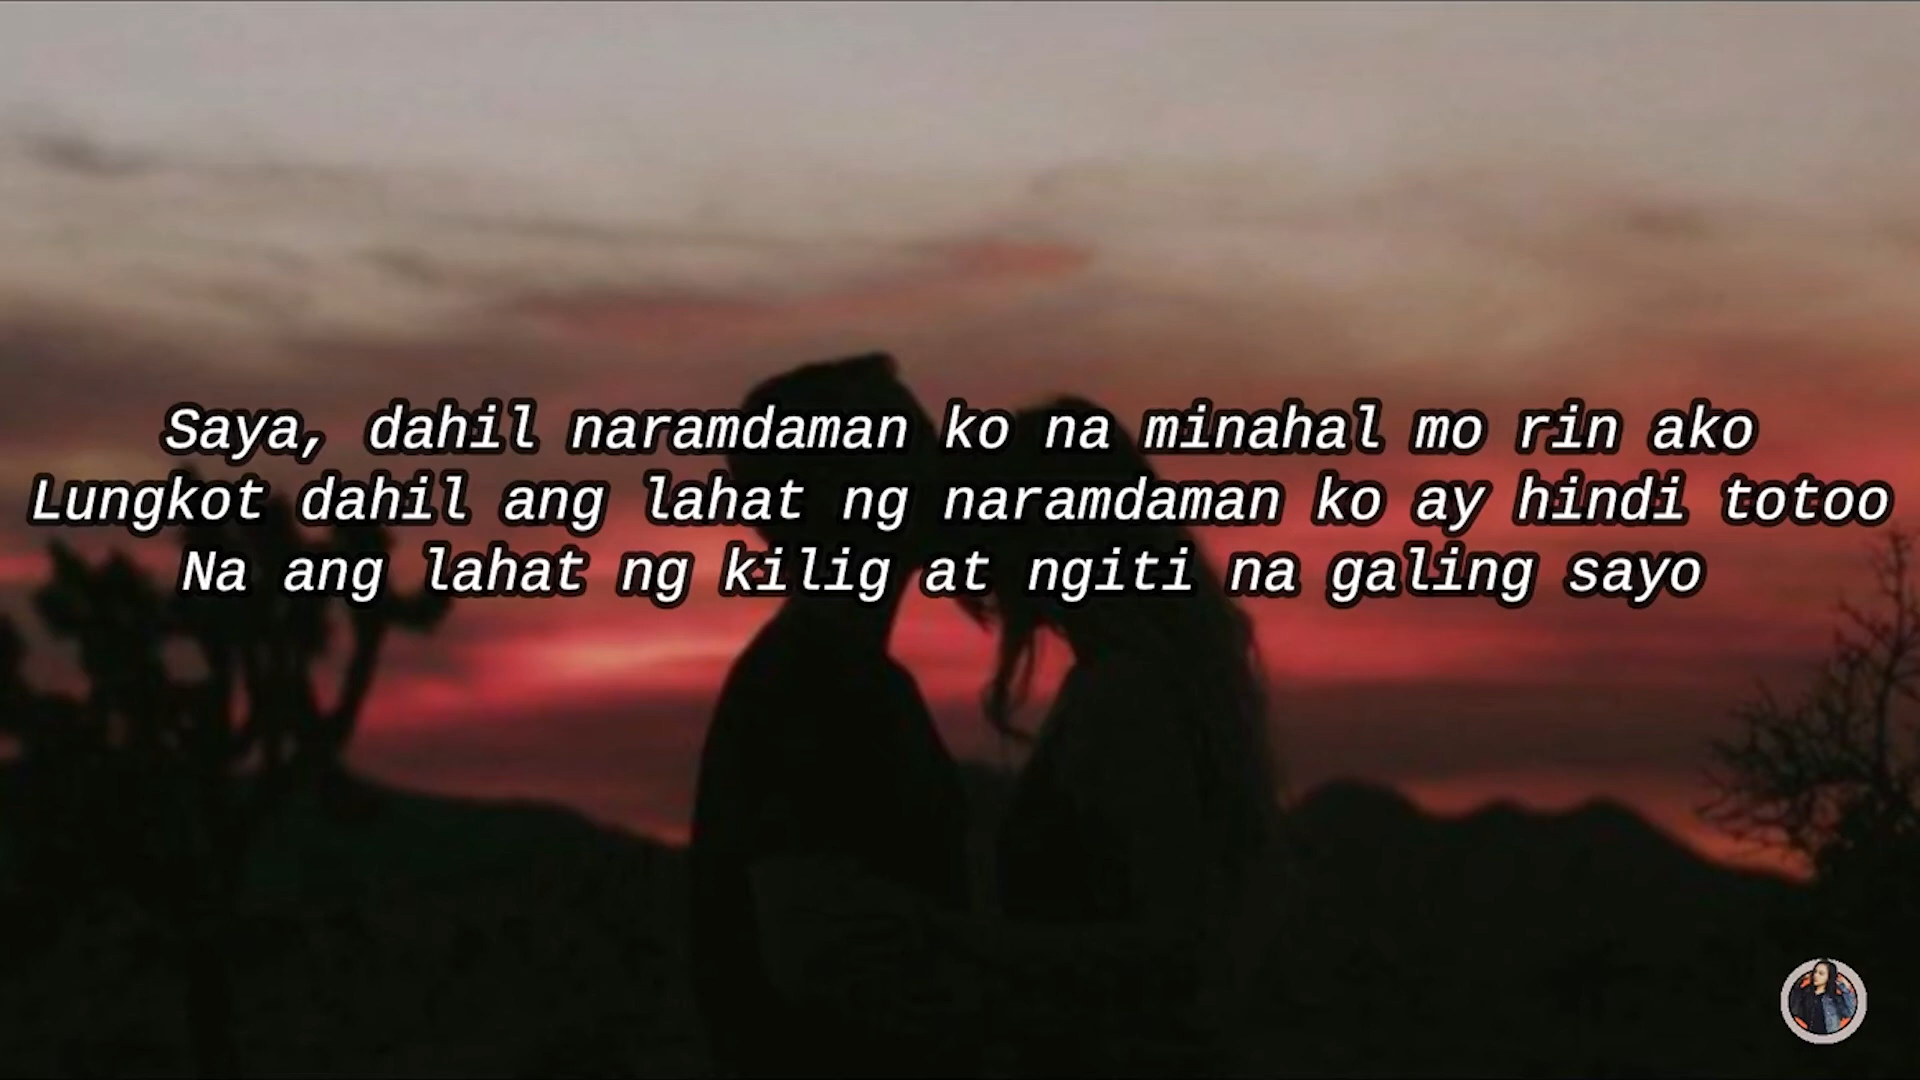 Saya, dahil naramdaman ko na minahal mo rin ako
Lungkot dahil ang lahat ng naramdaman ko ay hindi totoo
Na ang lahat ng kilig at ngiti na galing sayo